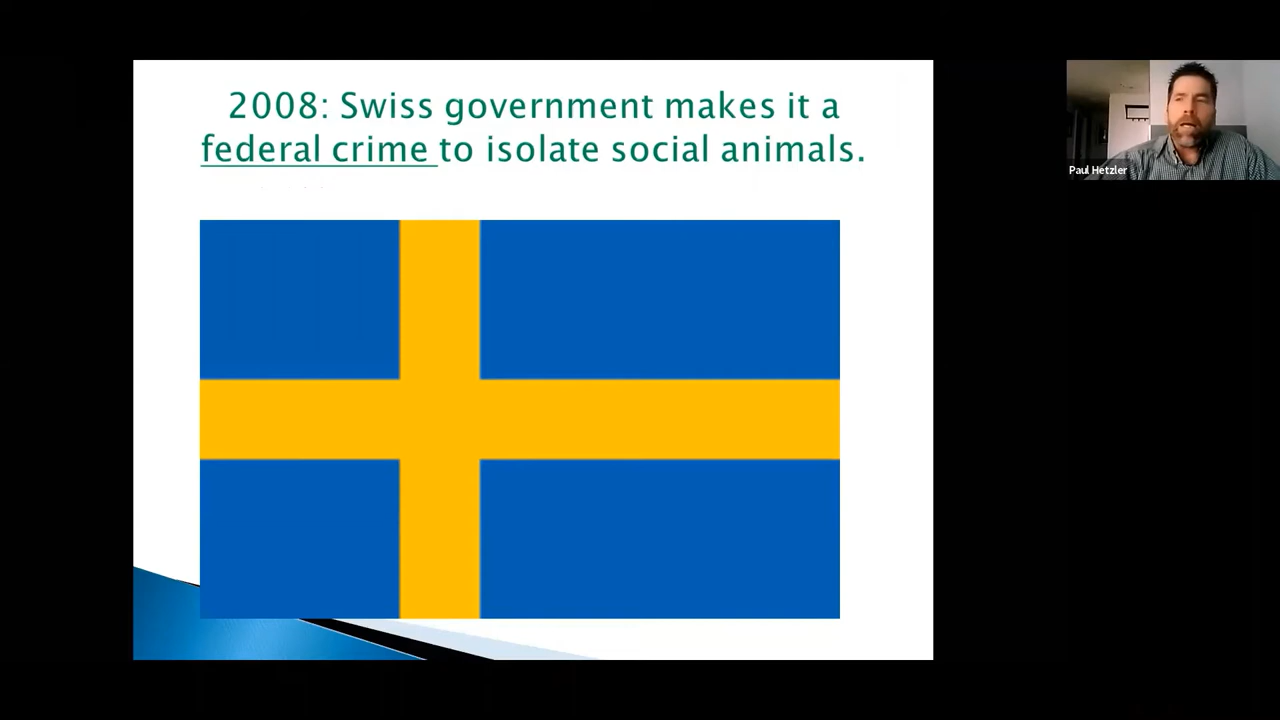 2008: Swiss government makes it a
federal crime to isolate social animals.
Paul Hetzler